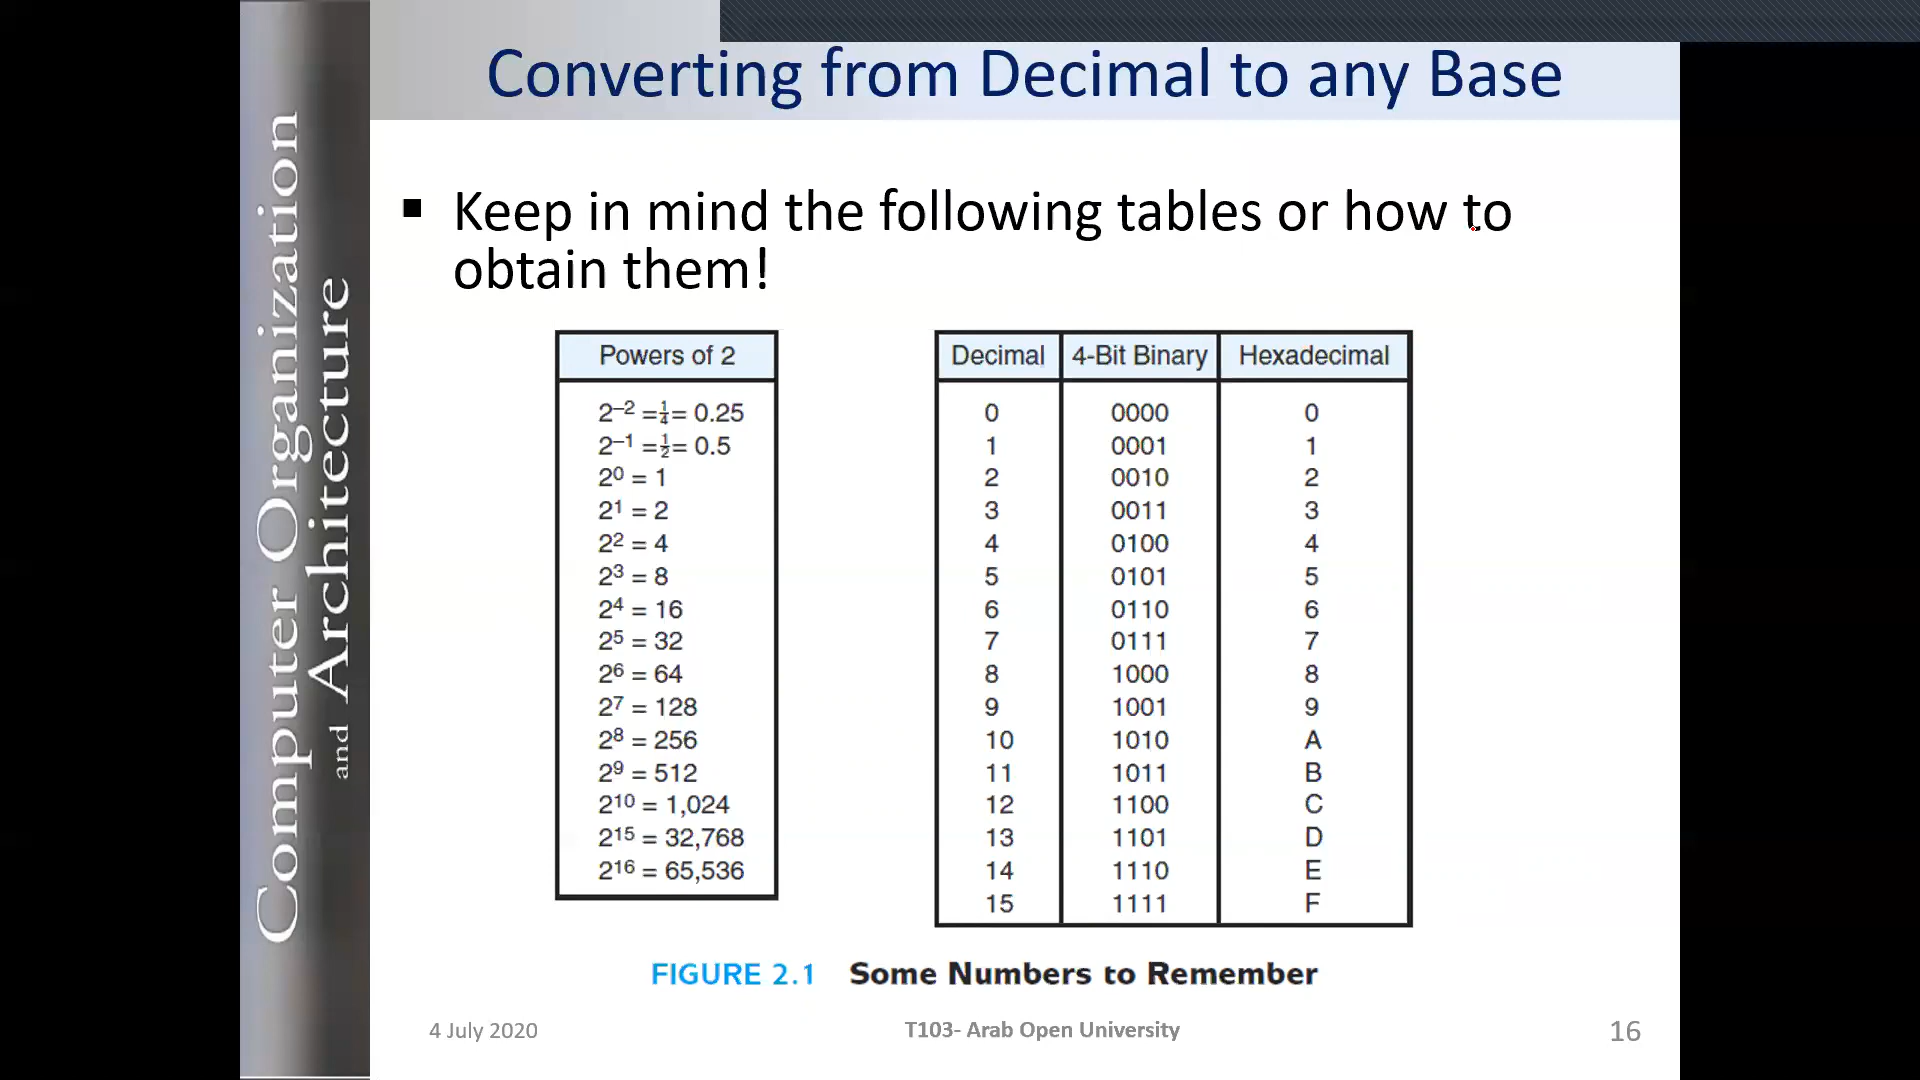 Computer Organization
and Architecture
Converting from Decimal to any Base
▪ Keep in mind the following tables or how to
obtain them!
Powers of 2
2⁻² = ¼ = 0.25
2⁻¹ = ½ = 0.5
2⁰ = 1
2¹ = 2
2² = 4
2³ = 8
2⁴ = 16
2⁵ = 32
2⁶ = 64
2⁷ = 128
2⁸ = 256
2⁹ = 512
2¹⁰ = 1,024
2¹⁵ = 32,768
2¹⁶ = 65,536
Decimal 4-Bit Binary Hexadecimal
0 0000 0
1 0001 1
2 0010 2
3 0011 3
4 0100 4
5 0101 5
6 0110 6
7 0111 7
8 1000 8
9 1001 9
10 1010 A
11 1011 B
12 1100 C
13 1101 D
14 1110 E
15 1111 F
FIGURE 2.1 Some Numbers to Remember
4 July 2020 T103- Arab Open University 16